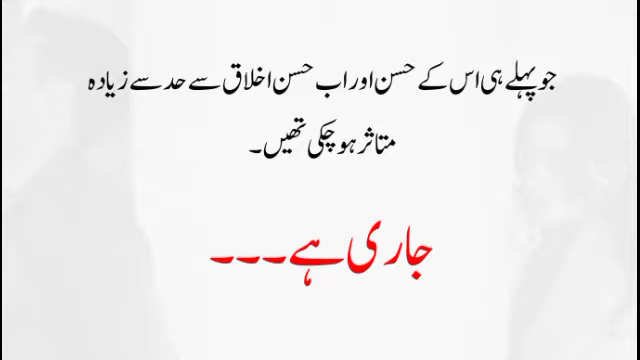 جو پہلے ہی اس کے حسن اور اب حسن اخلاق سے حد سے زیادہ
متاثر ہو چکی تھیں۔
جاری ہے۔۔۔